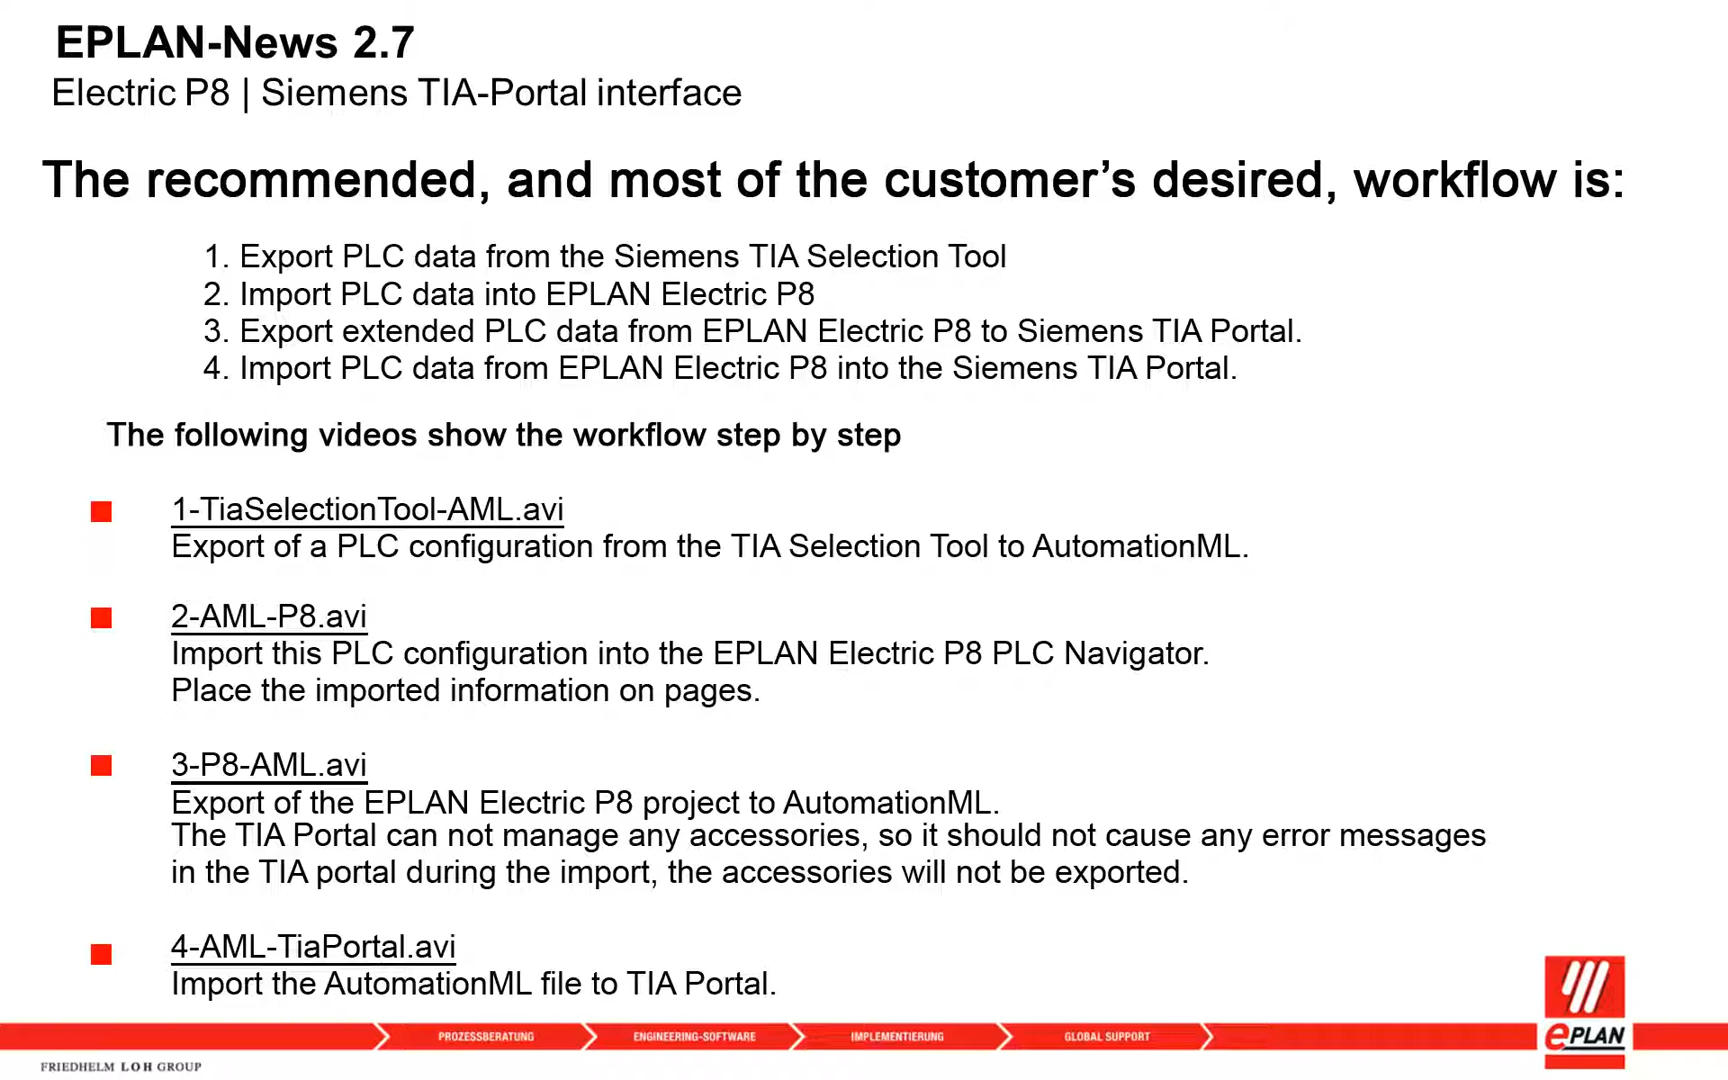 EPLAN-News 2.7
Electric P8 | Siemens TIA-Portal interface
The recommended, and most of the customer’s desired, workflow is:
1. Export PLC data from the Siemens TIA Selection Tool
2. Import PLC data into EPLAN Electric P8
3. Export extended PLC data from EPLAN Electric P8 to Siemens TIA Portal.
4. Import PLC data from EPLAN Electric P8 into the Siemens TIA Portal.
The following videos show the workflow step by step
1-TiaSelectionTool-AML.avi
Export of a PLC configuration from the TIA Selection Tool to AutomationML.
2-AML-P8.avi
Import this PLC configuration into the EPLAN Electric P8 PLC Navigator.
Place the imported information on pages.
3-P8-AML.avi
Export of the EPLAN Electric P8 project to AutomationML.
The TIA Portal can not manage any accessories, so it should not cause any error messages
in the TIA portal during the import, the accessories will not be exported.
4-AML-TiaPortal.avi
Import the AutomationML file to TIA Portal.
PROZESSBERATUNG ENGINEERING-SOFTWARE IMPLEMENTIERUNG GLOBAL SUPPORT
ePLAN
FRIEDHELM LOH GROUP